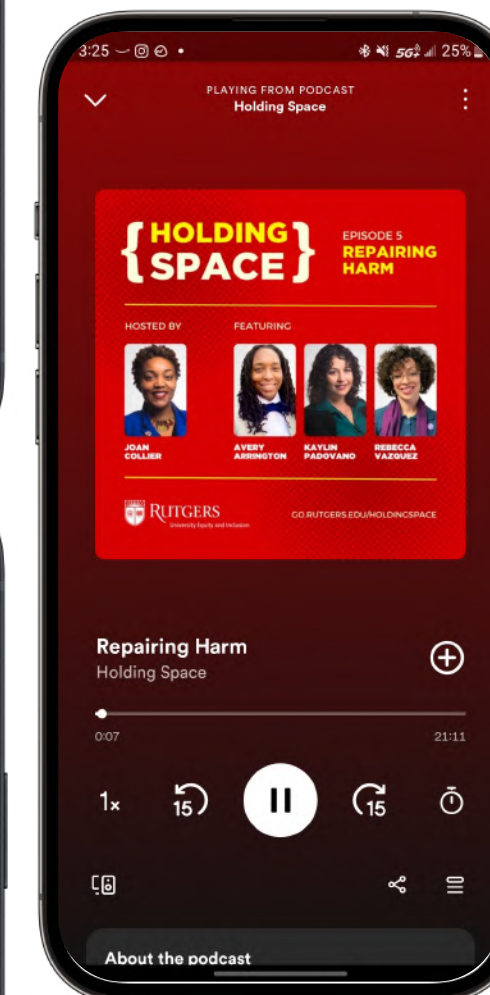 3:25
5G+ 25%
PLAYING FROM PODCAST
Holding Space
{HOLDING
SPACE}
EPISODE 5
REPAIRING
HARM
HOSTED BY
FEATURING
JOAN
COLLIER
AVERY
ARRINGTON
KAYLIN
PADOVANO
REBECCA
VAZQUEZ
RUTGERS
University Equity and Inclusion
GO.RUTGERS.EDU/HOLDINGSPACE
Repairing Harm
Holding Space
0:07
21:11
1x
15
15
About the podcast